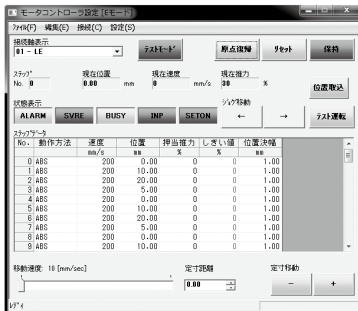 モータコントローラ設定 [Eモード]
ファイル(F) 編集(E) 接続(C) 設定(S)
接続軸表示
01 - LE
テストモード
原点復帰
リセット
保持
ステップ 現在位置 現在速度 現在推力
No. 0 0.00 mm 0 mm/s 30 %
位置取込
状態表示
ALARM SVRE BUSY INP SETON
ジョグ移動
← →
テスト運転
ステップデータ
No. 動作方法 速度 位置 押当推力 しきい値 位置決幅
mm/s mm % % mm
0 ABS 200 0.00 0 0 1.00
1 ABS 200 10.00 0 0 1.00
2 ABS 200 20.00 0 0 1.00
3 ABS 200 5.00 0 0 1.00
4 ABS 200 0.00 0 0 1.00
5 ABS 200 10.00 0 0 1.00
6 ABS 200 20.00 0 0 1.00
7 ABS 200 5.00 0 0 1.00
8 ABS 200 0.00 0 0 1.00
9 ABS 200 10.00 0 0 1.00
移動速度: 10 [mm/sec]
定寸距離
0.00
定寸移動
- +
レディ